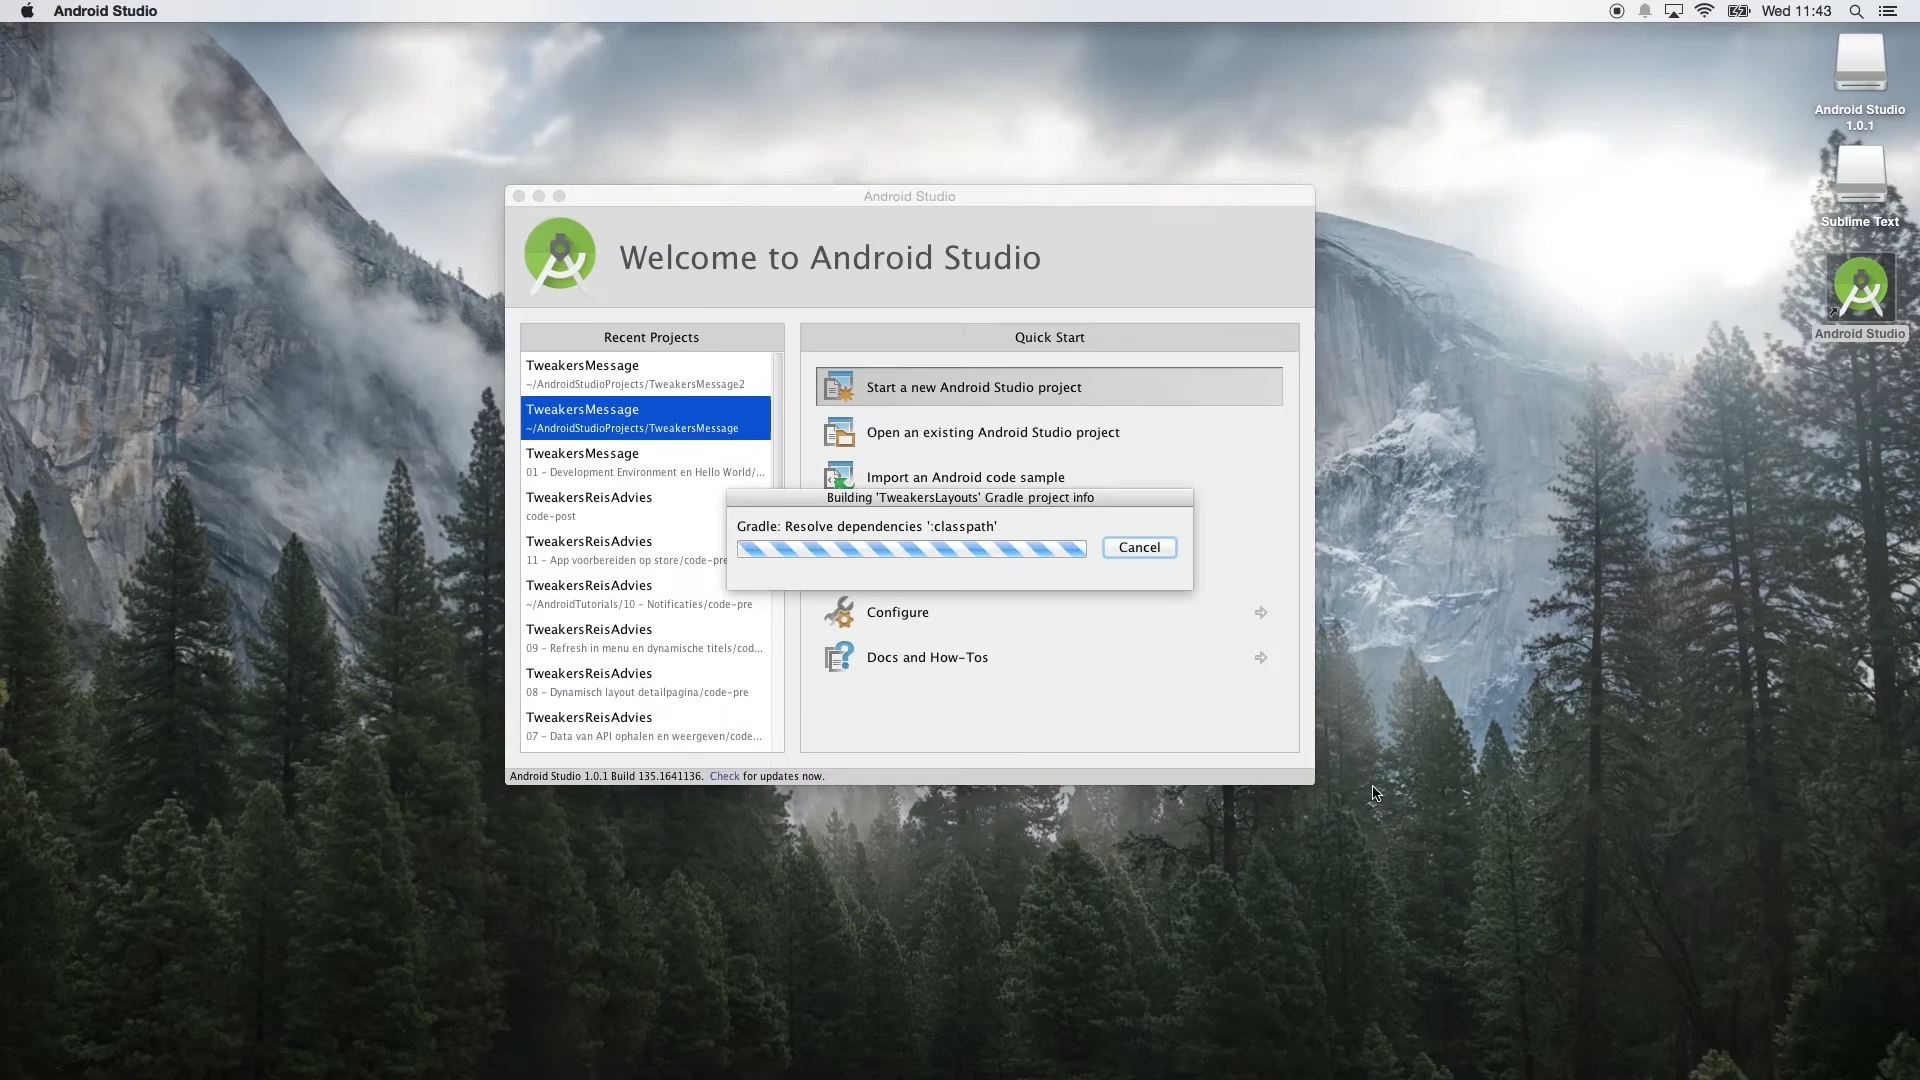 Android Studio
Wed 11:43
Android Studio
1.0.1
Sublime Text
Android Studio
Android Studio
Welcome to Android Studio
Recent Projects
TweakersMessage
~/AndroidStudioProjects/TweakersMessage2
TweakersMessage
~/AndroidStudioProjects/TweakersMessage
TweakersMessage
01 - Development Environment en Hello World/...
TweakersReisAdvies
code-post
TweakersReisAdvies
11 - App voorbereiden op store/code-pre
TweakersReisAdvies
~/AndroidTutorials/10 - Notificaties/code-pre
TweakersReisAdvies
09 - Refresh in menu en dynamische titels/cod...
TweakersReisAdvies
08 - Dynamisch layout detailpagina/code-pre
TweakersReisAdvies
07 - Data van API ophalen en weergeven/code...
Quick Start
Start a new Android Studio project
Open an existing Android Studio project
Import an Android code sample
Building 'TweakersLayouts' Gradle project info
Gradle: Resolve dependencies ':classpath'
Cancel
Configure
Docs and How-Tos
Android Studio 1.0.1 Build 135.1641136. Check for updates now.